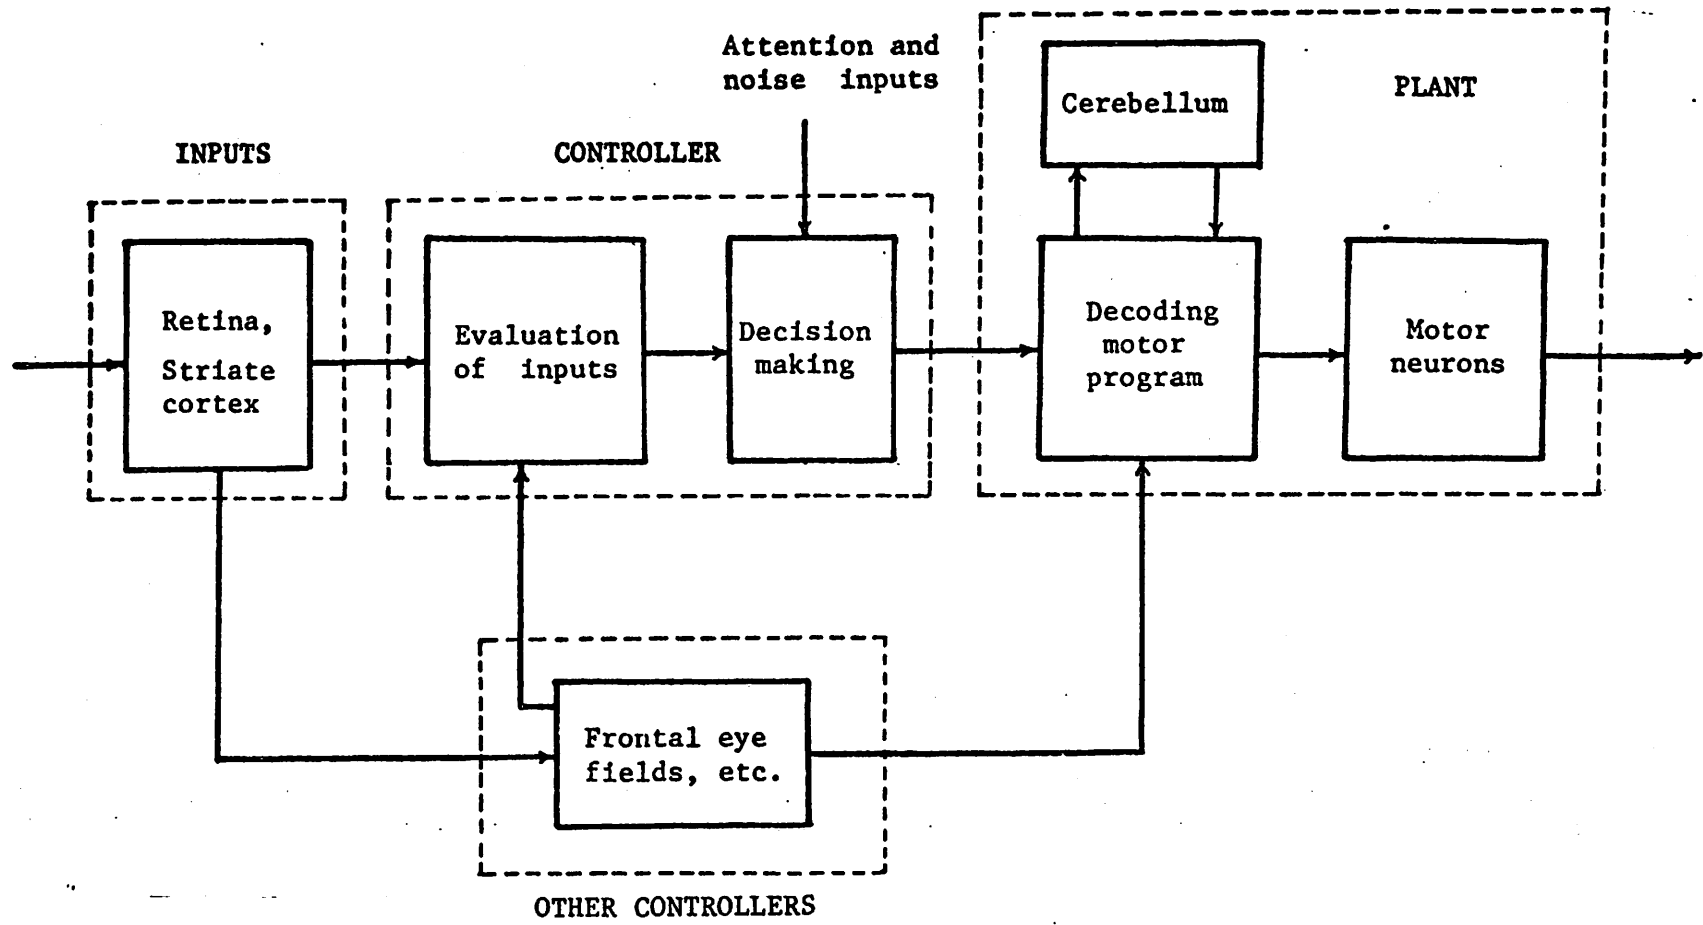 Attention and
noise inputs
PLANT
Cerebellum
INPUTS
CONTROLLER
Retina,
Striate
cortex
Evaluation
of inputs
Decision
making
Decoding
motor
program
Motor
neurons
Frontal eye
fields, etc.
OTHER CONTROLLERS